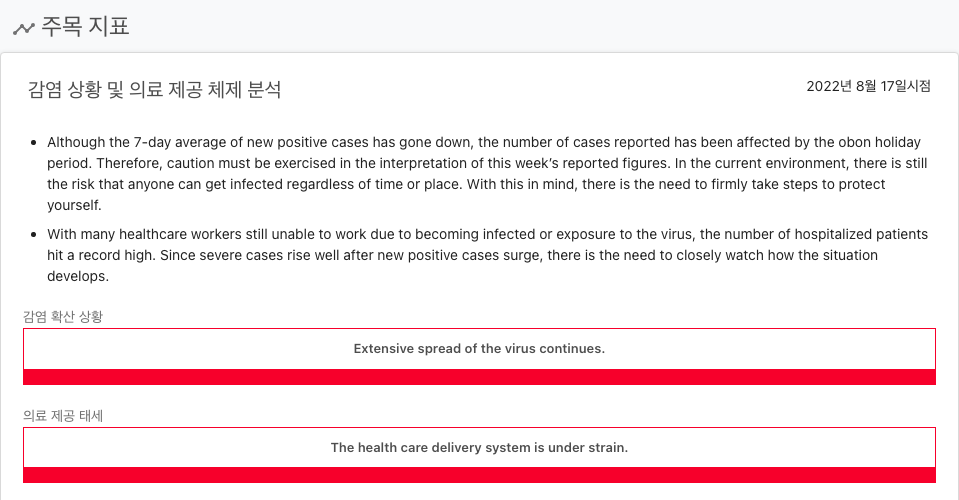 주목 지표
감염 상황 및 의료 제공 체제 분석
2022년 8월 17일시점
Although the 7-day average of new positive cases has gone down, the number of cases reported has been affected by the obon holiday
period. Therefore, caution must be exercised in the interpretation of this week’s reported figures. In the current environment, there is still
the risk that anyone can get infected regardless of time or place. With this in mind, there is the need to firmly take steps to protect
yourself.
With many healthcare workers still unable to work due to becoming infected or exposure to the virus, the number of hospitalized patients
hit a record high. Since severe cases rise well after new positive cases surge, there is the need to closely watch how the situation
develops.
감염 확산 상황
Extensive spread of the virus continues.
의료 제공 태세
The health care delivery system is under strain.